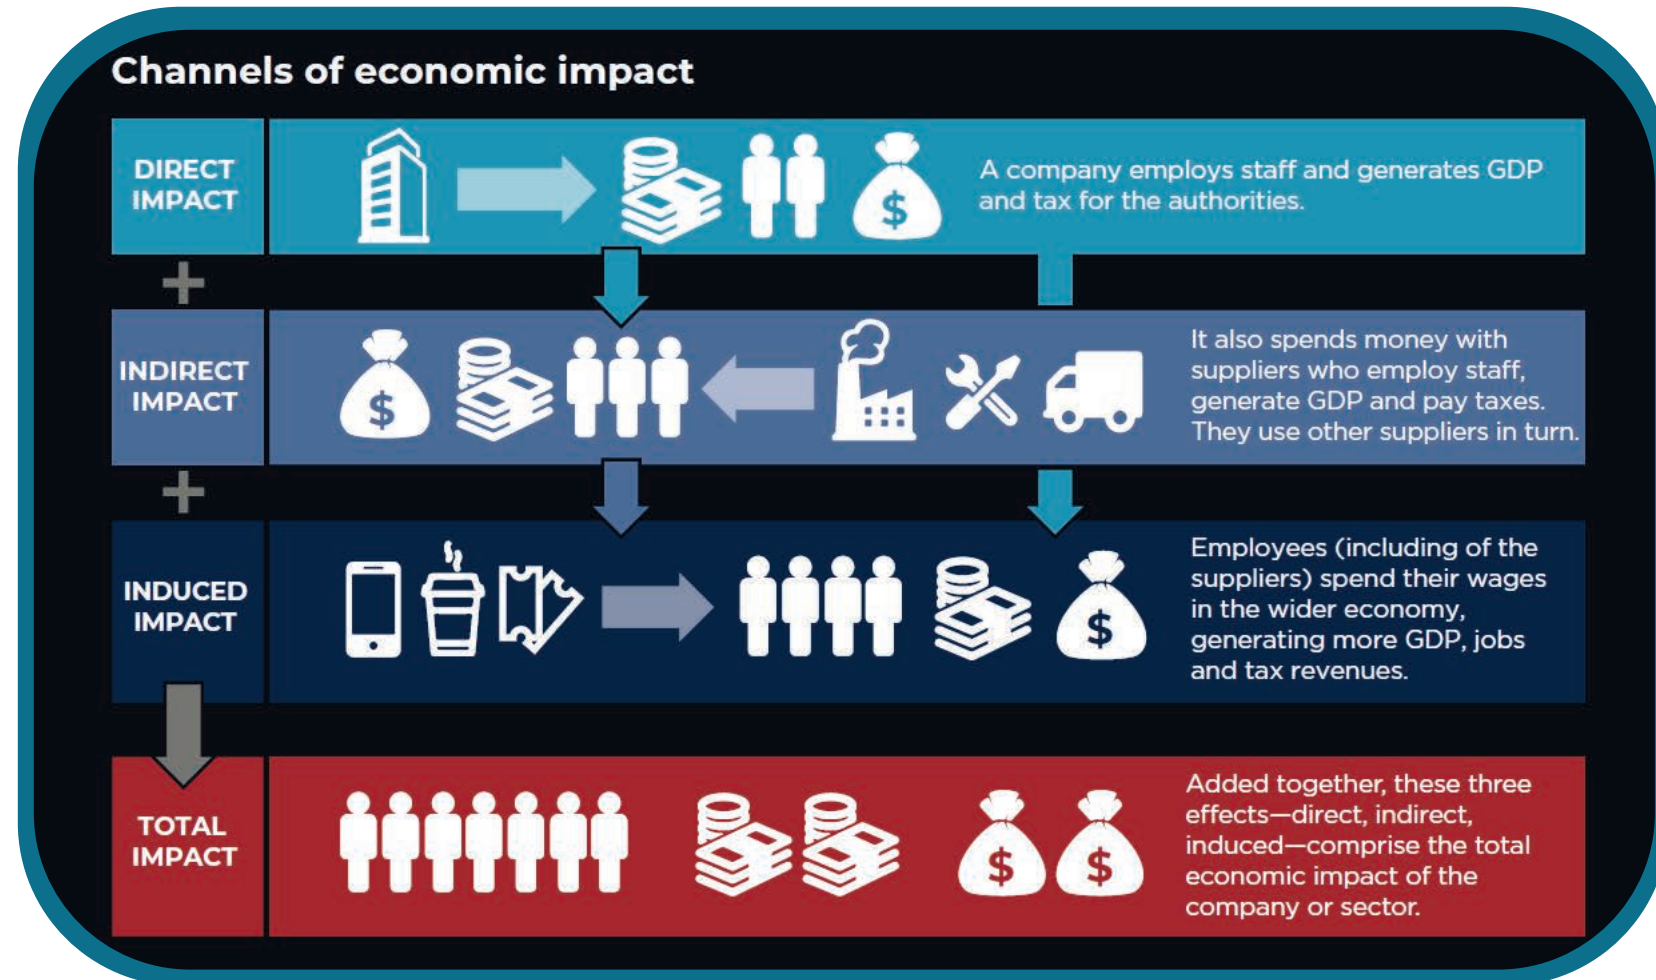 Channels of economic impact
DIRECT
IMPACT
A company employs staff and generates GDP
and tax for the authorities.
$
+
INDIRECT
IMPACT
$
It also spends money with
suppliers who employ staff,
generate GDP and pay taxes.
They use other suppliers in turn.
+
INDUCED
IMPACT
$
Employees (including of the
suppliers) spend their wages
in the wider economy,
generating more GDP, jobs
and tax revenues.
TOTAL
IMPACT
$ $
Added together, these three
effects—direct, indirect,
induced—comprise the total
economic impact of the
company or sector.